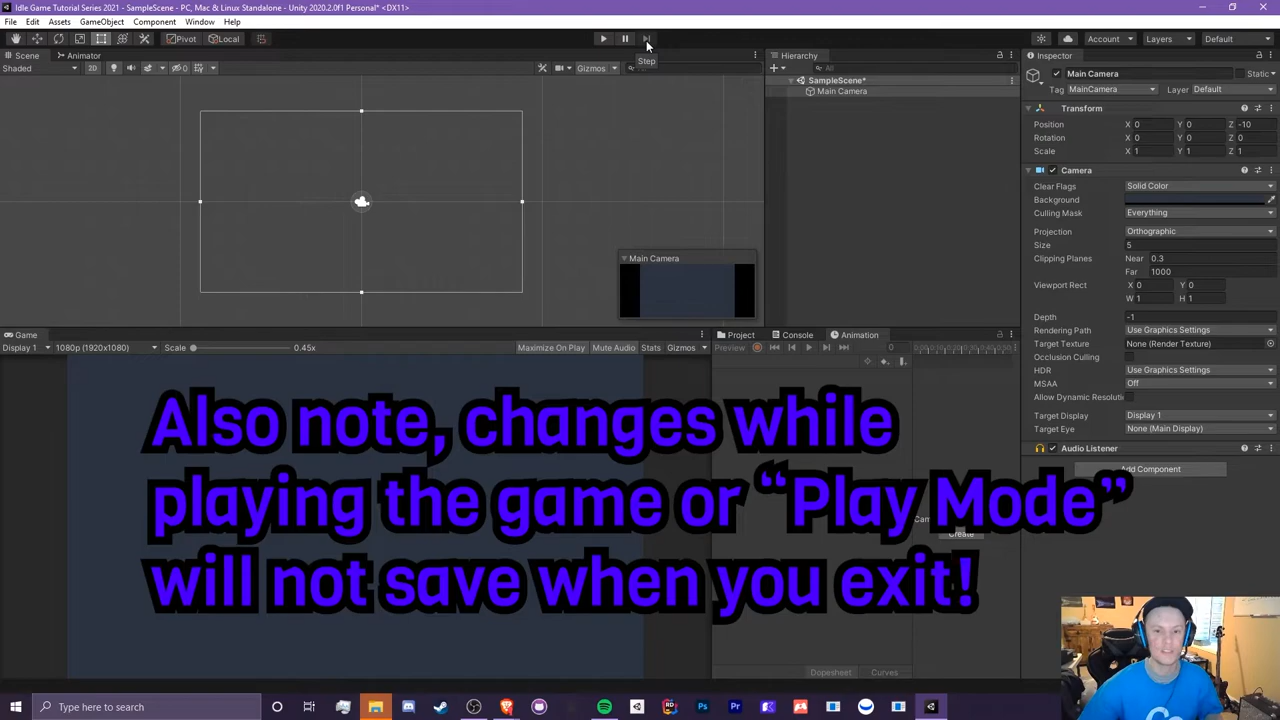 Idle Game Tutorial Series 2021 - SampleScene - PC, Mac & Linux Standalone - Unity 2020.2.0f1 Personal* <DX11>
File Edit Assets GameObject Component Window Help
Pivot Local Account Layers Default
Step
Scene Animator
Shaded 2D 0 Gizmos
Hierarchy
All
SampleScene*
Main Camera
Inspector
Main Camera Static
Tag MainCamera Layer Default
Transform
Position X 0 Y 0 Z -10
Rotation X 0 Y 0 Z 0
Scale X 1 Y 1 Z 1
Camera
Clear Flags Solid Color
Background
Culling Mask Everything
Projection Orthographic
Size 5
Clipping Planes Near 0.3
Far 1000
Viewport Rect X 0 Y 0
W 1 H 1
Depth -1
Rendering Path Use Graphics Settings
Target Texture None (Render Texture)
Occlusion Culling
HDR Use Graphics Settings
MSAA Off
Allow Dynamic Resolutio
Target Display Display 1
Target Eye None (Main Display)
Audio Listener
Add Component
Main Camera
Game
Display 1 1080p (1920x1080) Scale 0.45x Maximize On Play Mute Audio Stats Gizmos
Project Console Animation
Preview 0
Also note, changes while
playing the game or “Play Mode”
will not save when you exit!
Create
Dopesheet Curves
Type here to search